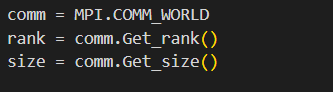 comm = MPI.COMM_WORLD
rank = comm.Get_rank()
size = comm.Get_size()